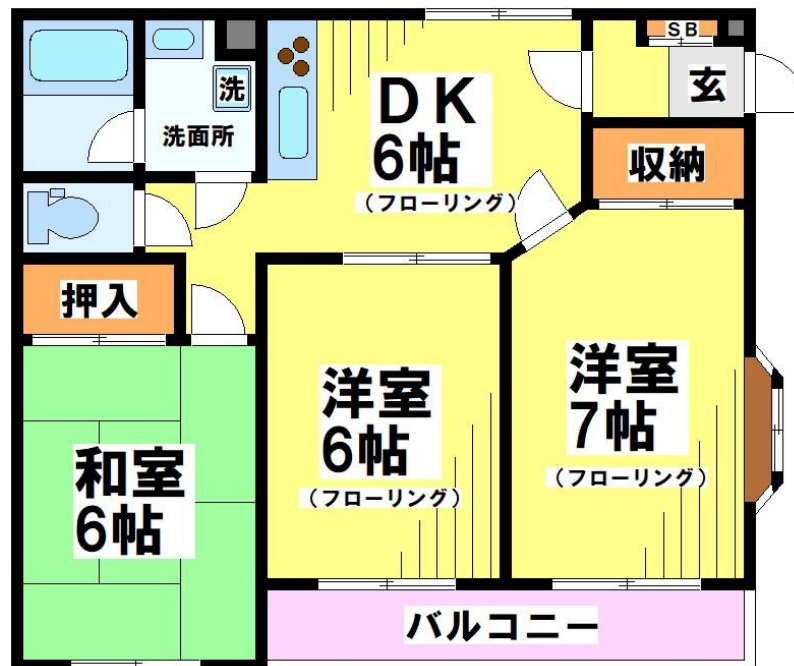 SB
玄
洗
洗面所
DK
6帖
(フローリング)
収納
押入
洋室
6帖
(フローリング)
洋室
7帖
(フローリング)
和室
6帖
バルコニー